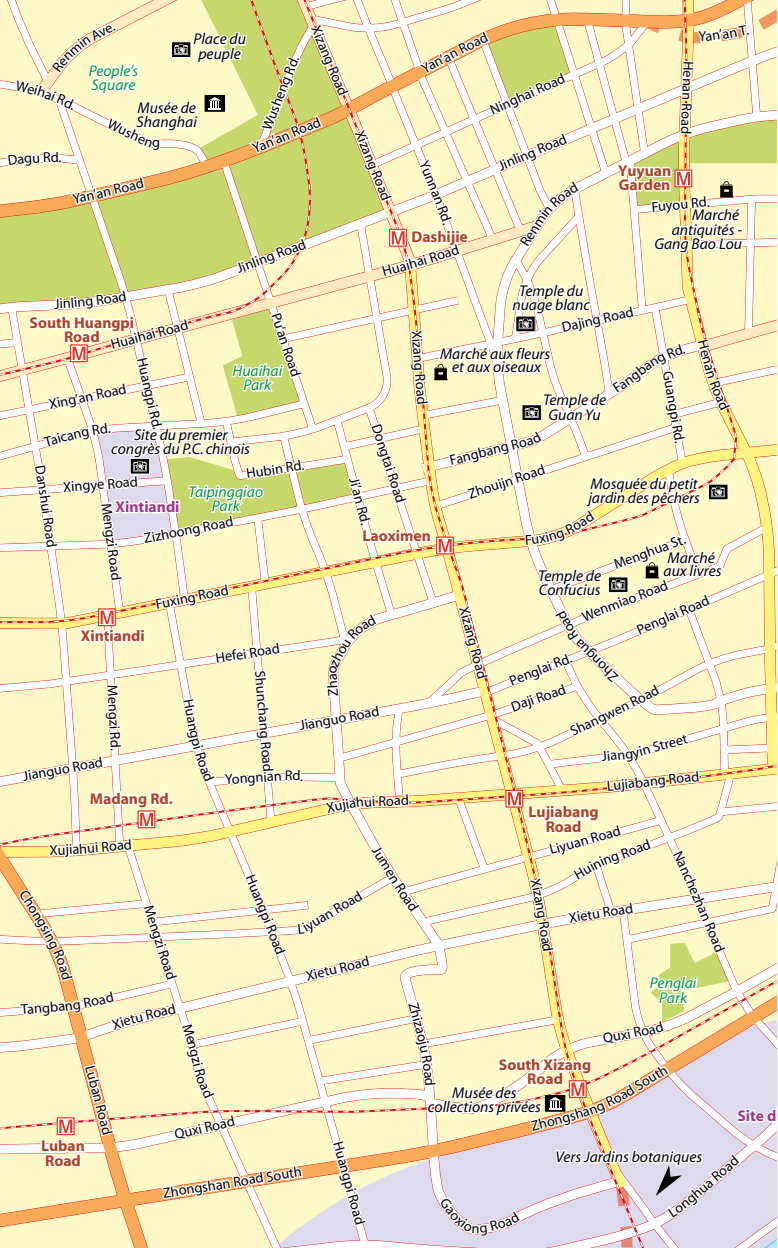 Renmin Ave.
Place du
peuple
People's
Square
Weihai Rd.
Musée de
Shanghai
Wusheng
Wusheng Rd.
Dagu Rd.
Yan'an Road
Yan'an Road
Yan'an Road
Xizang Road
Xizang Road
Yan'an T.
Henan Road
Ninghai Road
Jinling Road
Yunnan Rd.
Renmin Road
Yuyuan
Garden
Fuyou Rd.
Marché
antiquités -
Gang Bao Lou
Dashijie
Huaihai Road
Jinling Road
Jinling Road
South Huangpi
Road
Huaihai Road
Pu'an Road
Huaihai
Park
Temple du
nuage blanc
Dajing Road
Marché aux fleurs
et aux oiseaux
Xizang Road
Henan Road
Fangbang Rd.
Guangpi Rd.
Temple de
Guan Yu
Xing'an Road
Huangpi Rd.
Taicang Rd.
Site du premier
congrès du P.C. chinois
Hubin Rd.
Dongtai Road
Fangbang Road
Zhouijn Road
Mosquée du petit
jardin des pêchers
Danshui Road
Xingye Road
Xintiandi
Taipingqiao
Park
Ji'an Rd.
Mengzi Road
Zizhoong Road
Laoximen
Fuxing Road
Menghua St.
Marché
aux livres
Temple de
Confucius
Wenmiao Road
Fuxing Road
Xintiandi
Xizang Road
Zhongua Road
Penglai Road
Penglai Rd.
Zhaozhou Road
Hefei Road
Shunchang Road
Mengzi Rd.
Huangpi Road
Daji Road
Shangwen Road
Jianguo Road
Jianguo Road
Jiangyin Street
Yongnian Rd.
Lujiabang Road
Madang Rd.
Xujiahui Road
Lujiabang
Road
Xujiahui Road
Liyuan Road
Huining Road
Jumen Road
Nanchezhan Road
Chongsing Road
Huangpi Road
Liyuan Road
Mengzi Road
Xizang Road
Xietu Road
Xietu Road
Penglai
Park
Tangbang Road
Xietu Road
Zhizaoju Road
Mengzi Road
Quxi Road
South Xizang
Road
Luban Road
Musée des
collections privées
Zhongshang Road South
Site d
Luban
Road
Quxi Road
Huangpi Road
Vers Jardins botaniques
Zhongshan Road South
Gaoxiong Road
Longhua Road